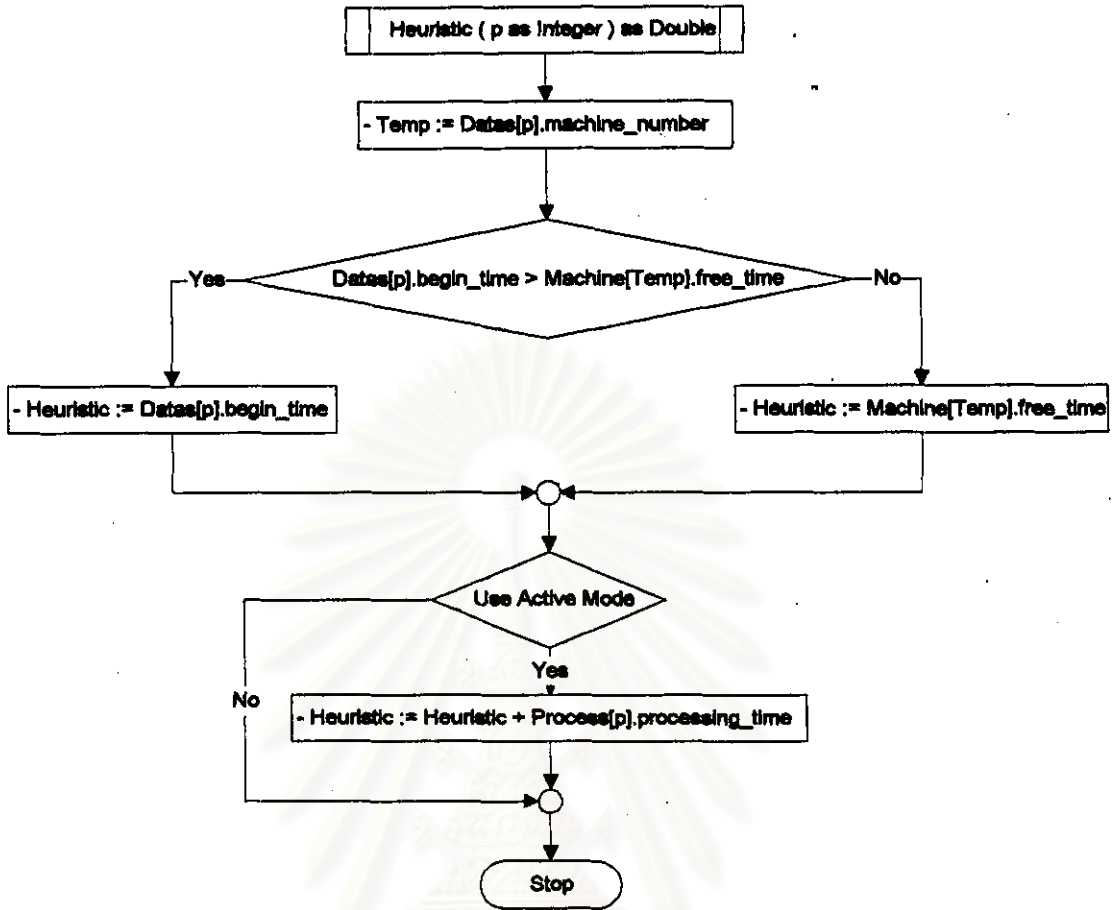 Heuristic ( p as Integer ) as Double
- Temp := Datas[p].machine_number
Datas[p].begin_time > Machine[Temp].free_time
Yes
No
- Heuristic := Datas[p].begin_time
- Heuristic := Machine[Temp].free_time
Use Active Mode
Yes
No
- Heuristic := Heuristic + Process[p].processing_time
Stop